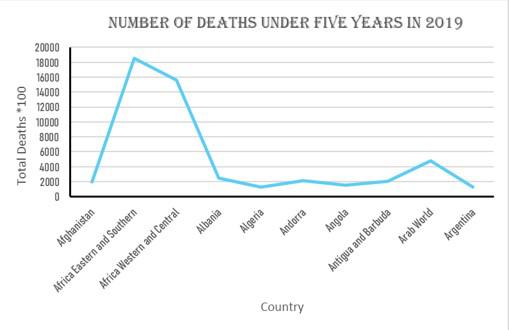 NUMBER OF DEATHS UNDER FIVE YEARS IN 2019
Total Deaths *100
20000
18000
16000
14000
12000
10000
8000
6000
4000
2000
0
Afghanistan
Africa Eastern and Southern
Africa Western and Central
Albania
Algeria
Andorra
Angola
Antigua and Barbuda
Arab World
Argentina
Country